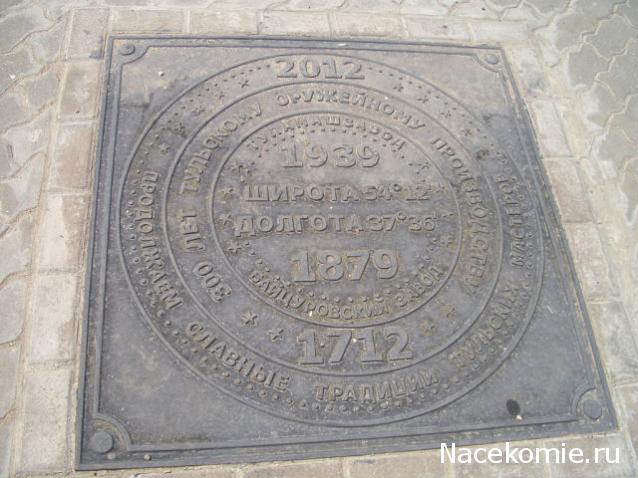 2012
300 ЛЕТ ТУЛЬСКОМУ ОРУЖЕЙНОМУ ПРОИЗВОДСТВУ
ТУЛМАШЗАВОД
1939
ШИРОТА 54°12
ДОЛГОТА 37°36
1879
БАЙЦУРОВСКИЙ ЗАВОД
1712
ПРОДОЛЖАЕМ СЛАВНЫЕ ТРАДИЦИИ ТУЛЬСКИХ МАСТЕРОВ
Nacekomie.ru